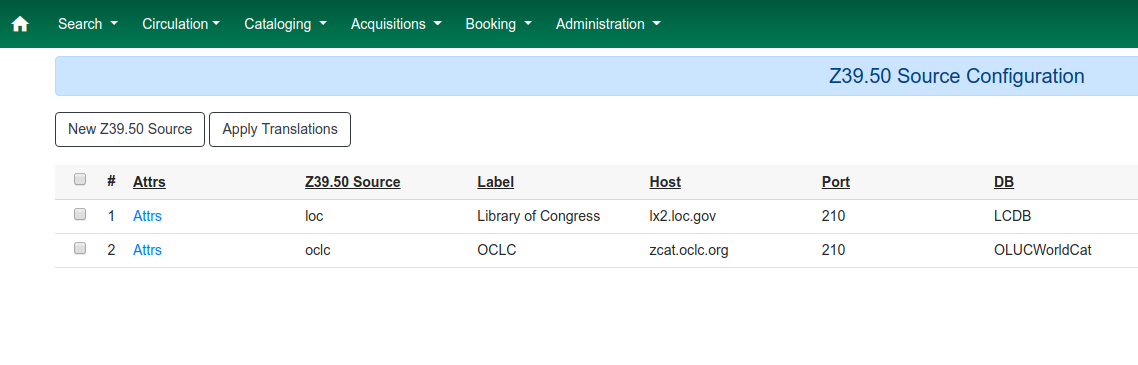 Search Circulation Cataloging Acquisitions Booking Administration
Z39.50 Source Configuration
New Z39.50 Source Apply Translations
# Attrs Z39.50 Source Label Host Port DB
1 Attrs loc Library of Congress lx2.loc.gov 210 LCDB
2 Attrs oclc OCLC zcat.oclc.org 210 OLUCWorldCat